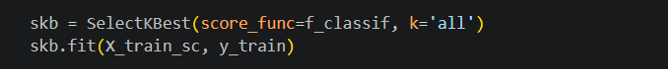 skb = SelectKBest(score_func=f_classif, k='all')
skb.fit(X_train_sc, y_train)